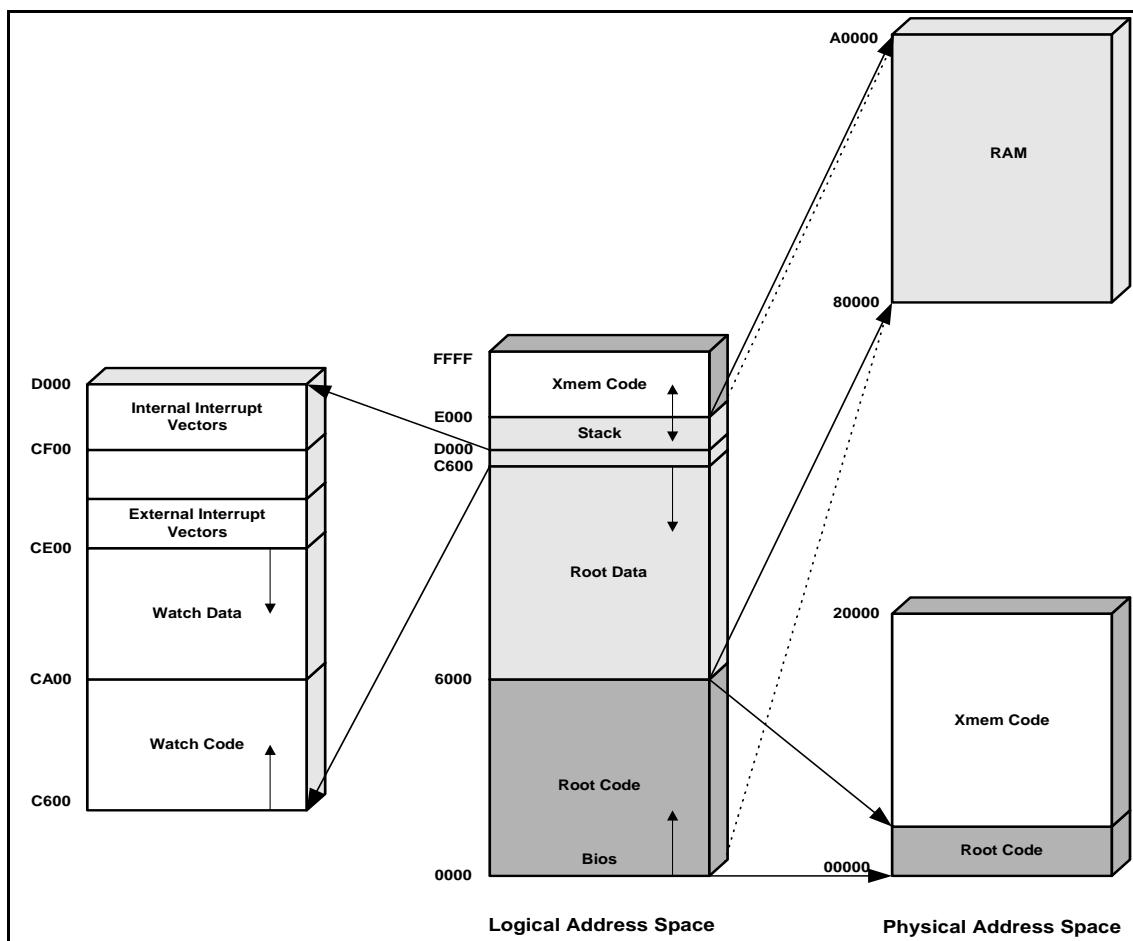 A0000
RAM
80000
FFFF
Xmem Code
E000
Stack
D000
C600
Root Data
6000
Root Code
Bios
0000
D000
Internal Interrupt
Vectors
CF00
External Interrupt
Vectors
CE00
Watch Data
CA00
Watch Code
C600
20000
Xmem Code
Root Code
00000
Logical Address Space
Physical Address Space